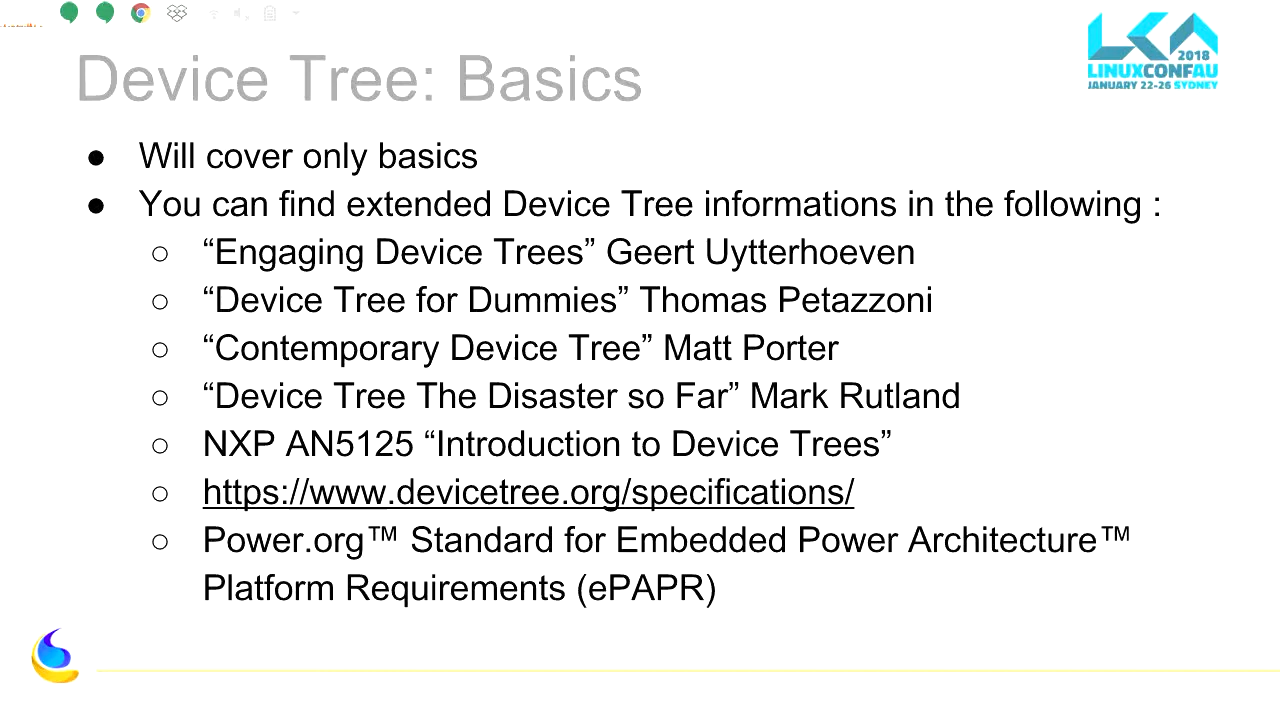 Device Tree: Basics
2018
LINUXCONFAU
JANUARY 22-26 SYDNEY
● Will cover only basics
● You can find extended Device Tree informations in the following :
○ “Engaging Device Trees” Geert Uytterhoeven
○ “Device Tree for Dummies” Thomas Petazzoni
○ “Contemporary Device Tree” Matt Porter
○ “Device Tree The Disaster so Far” Mark Rutland
○ NXP AN5125 “Introduction to Device Trees”
○ https://www.devicetree.org/specifications/
○ Power.org™ Standard for Embedded Power Architecture™
Platform Requirements (ePAPR)